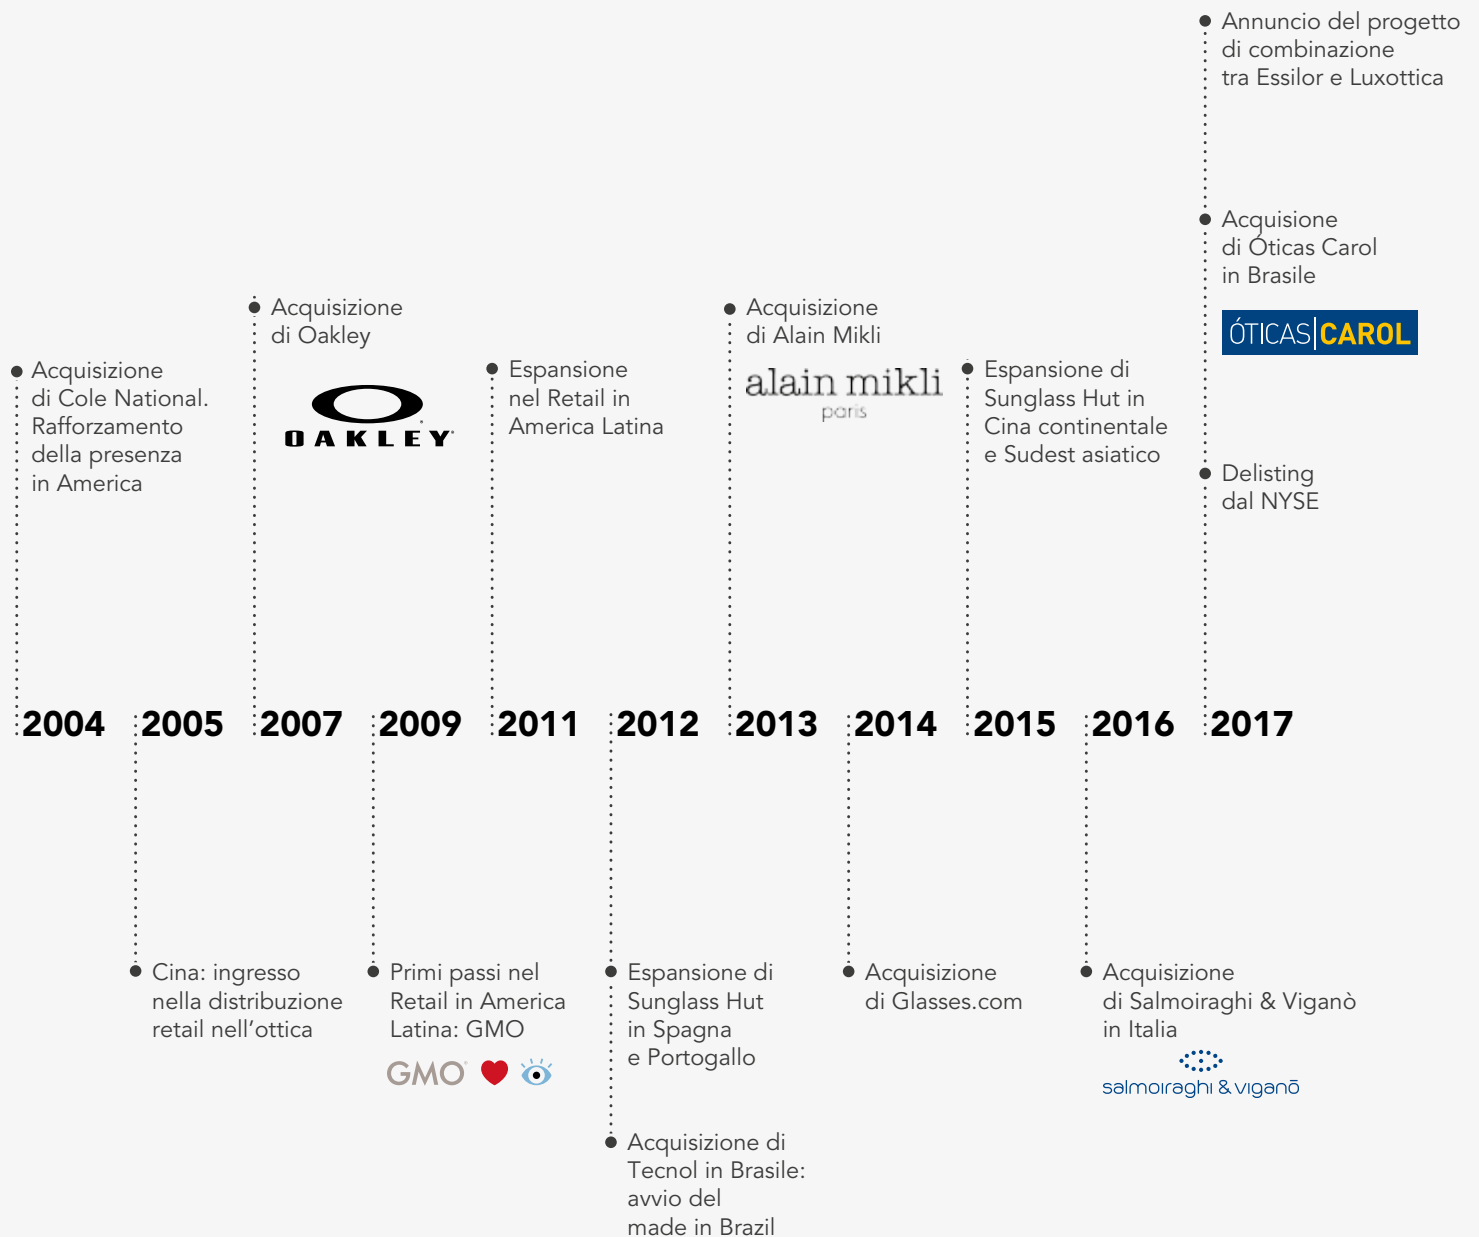 Annuncio del progetto
di combinazione
tra Essilor e Luxottica
Acquisione
di Óticas Carol
in Brasile
ÓTICAS|CAROL
Delisting
dal NYSE
Acquisizione
di Oakley
OAKLEY
Acquisizione
di Alain Mikli
alain mikli
paris
Acquisizione
di Cole National.
Rafforzamento
della presenza
in America
Espansione
nel Retail in
America Latina
Espansione di
Sunglass Hut in
Cina continentale
e Sudest asiatico
2004 2005 2007 2009 2011 2012 2013 2014 2015 2016 2017
Cina: ingresso
nella distribuzione
retail nell’ottica
Primi passi nel
Retail in America
Latina: GMO
GMO
Espansione di
Sunglass Hut
in Spagna
e Portogallo
Acquisizione di
Tecnol in Brasile:
avvio del
made in Brazil
Acquisizione
di Glasses.com
Acquisizione
di Salmoiraghi & Viganò
in Italia
salmoiraghi & viganō